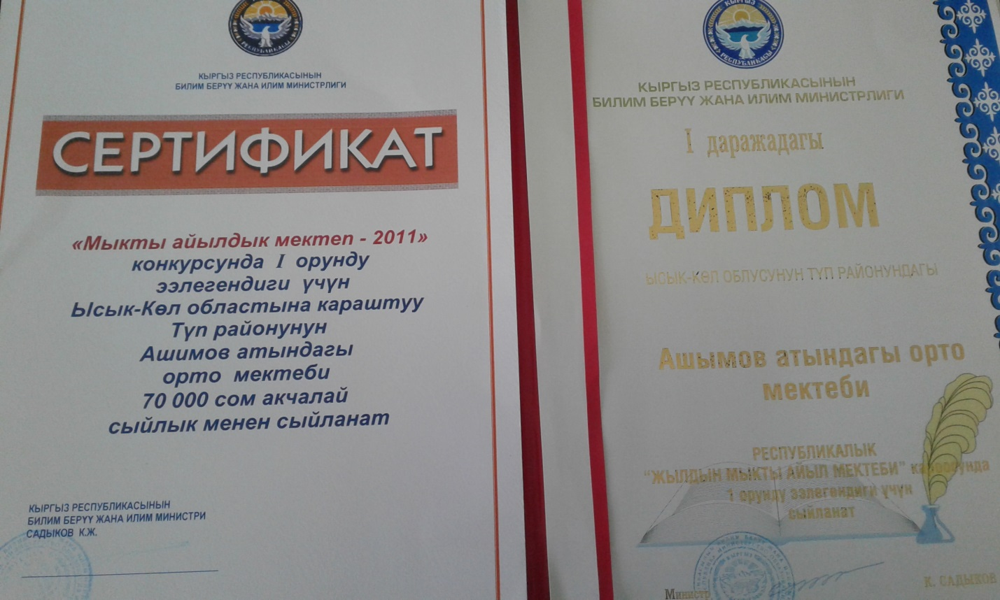 КЫРГЫЗ РЕСПУБЛИКАСЫНЫН
БИЛИМ БЕРҮҮ ЖАНА ИЛИМ МИНИСТРЛИГИ
СЕРТИФИКАТ
«Мыкты айылдык мектеп - 2011»
конкурсунда I орунду
ээлегендиги үчүн
Ысык-Көл областына караштуу
Түп районунун
Ашимов атындагы
орто мектеби
70 000 сом акчалай
сыйлык менен сыйланат
КЫРГЫЗ РЕСПУБЛИКАСЫНЫН
БИЛИМ БЕРҮҮ ЖАНА ИЛИМ МИНИСТРИ
САДЫКОВ К.Ж.
КЫРГЫЗ
РЕСПУБЛИКАСЫ
КЫРГЫЗ РЕСПУБЛИКАСЫНЫН
БИЛИМ БЕРҮҮ ЖАНА ИЛИМ МИНИСТРЛИГИ
I даражадагы
ДИПЛОМ
ЫСЫК-КӨЛ ОБЛУСУНУН ТҮП РАЙОНУНДАГЫ
Ашымов атындагы орто
мектеби
РЕСПУБЛИКАЛЫК
"ЖЫЛДЫН МЫКТЫ АЙЫЛ МЕКТЕБИ"
1 орунду ээлегендиги үчүн
сыйланат
Министр
К. САДЫКОВ